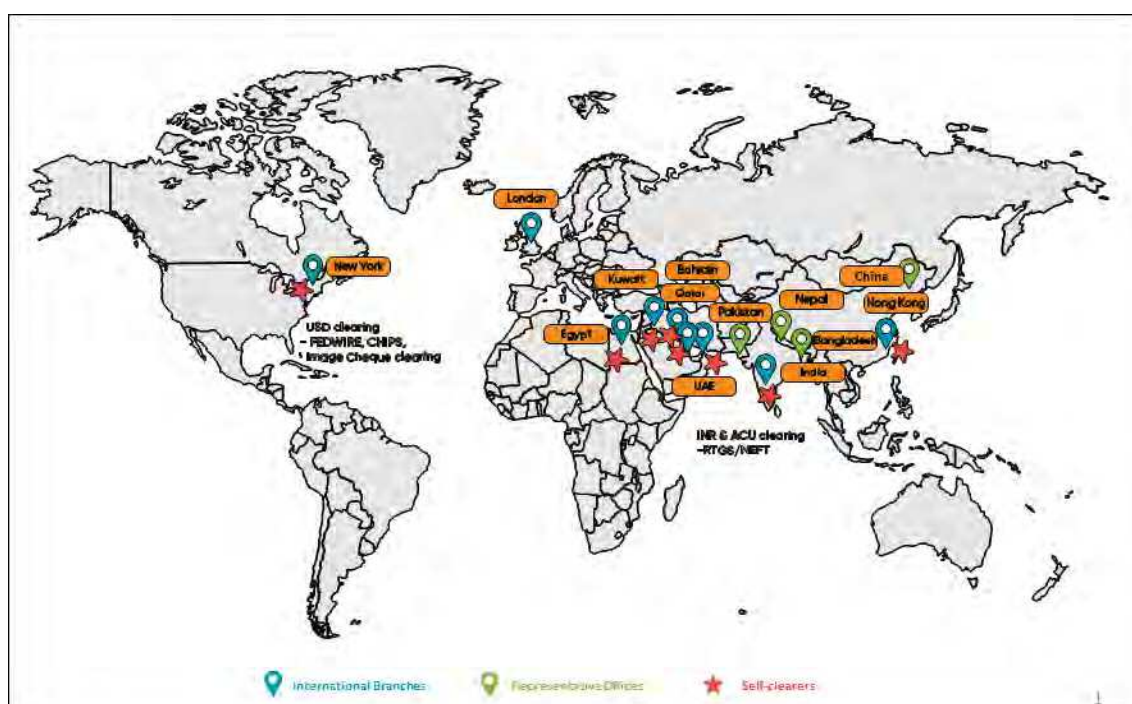 London
New York
Kuwait
Bahrain
Qatar
China
Nepal
Hong Kong
Pakistan
Egypt
Bangladesh
UAE
India
USD clearing
- FEDWIRE, CHIPS,
Image Cheque clearing
INR & ACU clearing
-RTGS/NEFT
International Branches
Representative Offices
Self-clearers
1